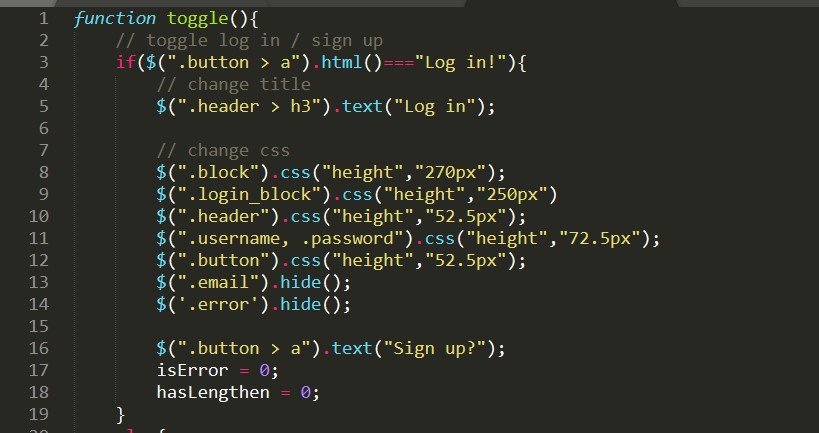 1 function toggle(){
2 // toggle log in / sign up
3 if($(".button > a").html()==="Log in!"){
4 // change title
5 $(".header > h3").text("Log in");
6
7 // change css
8 $(".block").css("height","270px");
9 $(".login_block").css("height","250px")
10 $(".header").css("height","52.5px");
11 $(".username, .password").css("height","72.5px");
12 $(".button").css("height","52.5px");
13 $(".email").hide();
14 $('.error').hide();
15
16 $(".button > a").text("Sign up?");
17 isError = 0;
18 hasLengthen = 0;
19 }